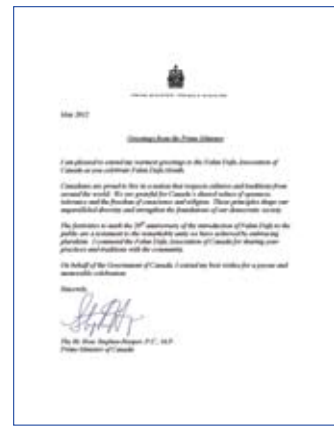 PRIME MINISTER · PREMIER MINISTRE
May 2012
Greetings from the Prime Minister
I am pleased to extend my warmest greetings to the Falun Dafa Association of
Canada as you celebrate Falun Dafa Month.
Canadians are proud to live in a nation that respects cultures and traditions from
around the world. We are grateful for Canada's shared values of openness,
tolerance and the freedom of conscience and religion. These principles shape our
unparalleled diversity and strengthen the foundations of our democratic society.
The festivities to mark the 20th anniversary of the introduction of Falun Dafa to the
public are a testament to the remarkable unity we have achieved by embracing
pluralism. I commend the Falun Dafa Association of Canada for sharing your
practices and traditions with the community.
On behalf of the Government of Canada, I extend my best wishes for a joyous and
memorable celebration.
Sincerely,
The Rt. Hon. Stephen Harper, P.C., M.P.
Prime Minister of Canada